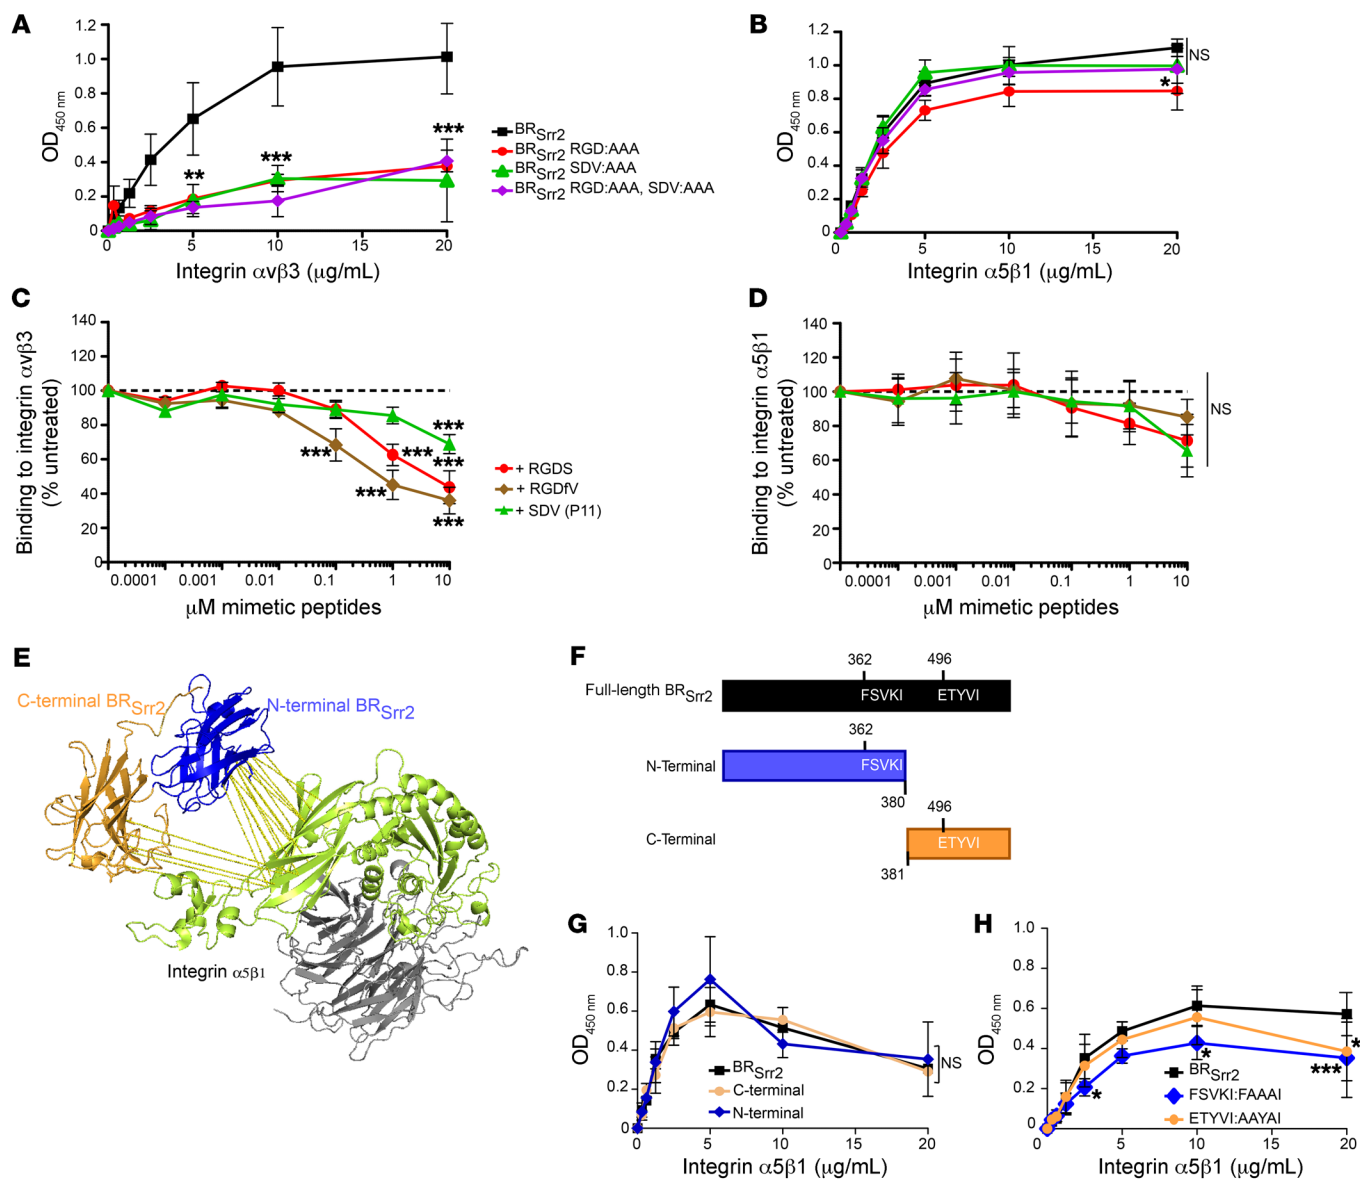 A
1.2
1.0
0.8
0.6
0.4
0.2
0
OD450 nm
**
***
***
0 5 10 15 20
Integrin αvβ3 (μg/mL)
BRSrr2
BRSrr2 RGD:AAA
BRSrr2 SDV:AAA
BRSrr2 RGD:AAA, SDV:AAA
B
1.2
1.0
0.8
0.6
0.4
0.2
0
OD450 nm
NS
*
0 5 10 15 20
Integrin α5β1 (μg/mL)
C
140
120
100
80
60
40
20
0
Binding to integrin αvβ3
(% untreated)
***
***
***
***
***
***
0.0001 0.001 0.01 0.1 1 10
μM mimetic peptides
+ RGDS
+ RGDfV
+ SDV (P11)
D
140
120
100
80
60
40
20
0
Binding to integrin α5β1
(% untreated)
NS
0.0001 0.001 0.01 0.1 1 10
μM mimetic peptides
E
C-terminal BRSrr2
N-terminal BRSrr2
Integrin α5β1
F
362 496
Full-length BRSrr2
FSVKI ETYVI
362
N-Terminal
FSVKI
380
496
C-Terminal
ETYVI
381
G
1.0
0.8
0.6
0.4
0.2
0
OD450 nm
NS
BRSrr2
C-terminal
N-terminal
0 5 10 15 20
Integrin α5β1 (μg/mL)
H
1.0
0.8
0.6
0.4
0.2
0
OD450 nm
*
*
*
***
BRSrr2
FSVKI:FAAAI
ETYVI:AAYAI
0 5 10 15 20
Integrin α5β1 (μg/mL)